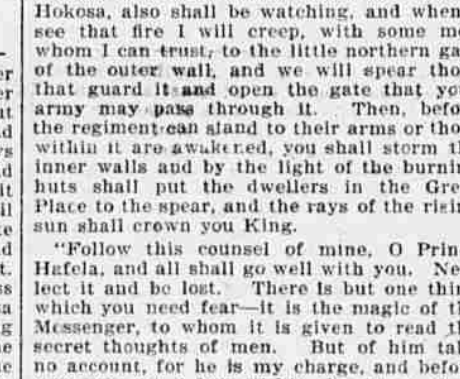 Hokosa, also shall be watching, and when
see that fire I will creep, with some m
whom I can trust, to the little northern ga
of the outer wall, and we will spear tho
that guard it and open the gate that yo
army may pass through it. Then, befo
the regiment can stand to their arms or tho
within it are awakened, you shall storm t
inner walls and by the light of the burnin
huts shall put the dwellers in the Gre
Place to the spear, and the rays of the risin
sun shall crown you King.
"Follow this counsel of mine, O Prin
Hafela, and all shall go well with you. Ne
lect it and be lost. There is but one thin
which you need fear—it is the magic of t
Messenger, to whom it is given to read t
secret thoughts of men. But of him tak
no account, for he is my charge, and befo